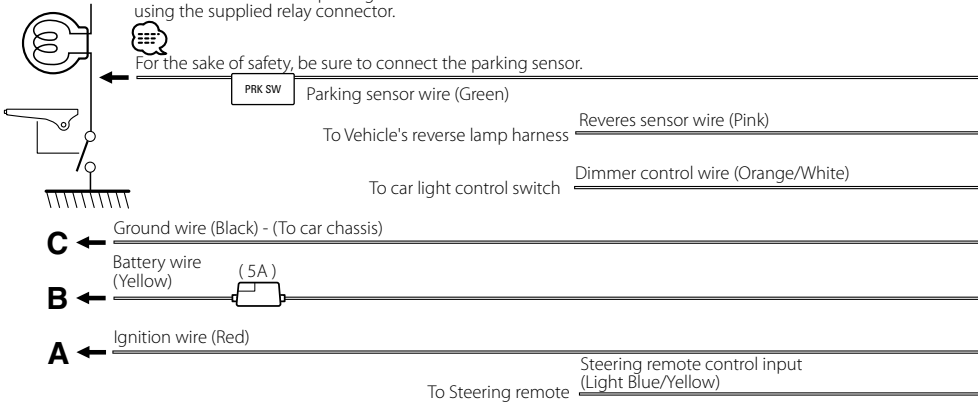 using the supplied relay connector.
For the sake of safety, be sure to connect the parking sensor.
PRK SW
Parking sensor wire (Green)
Reveres sensor wire (Pink)
To Vehicle's reverse lamp harness
Dimmer control wire (Orange/White)
To car light control switch
Ground wire (Black) - (To car chassis)
C
Battery wire
(Yellow)
( 5A )
B
Ignition wire (Red)
A
Steering remote control input
(Light Blue/Yellow)
To Steering remote